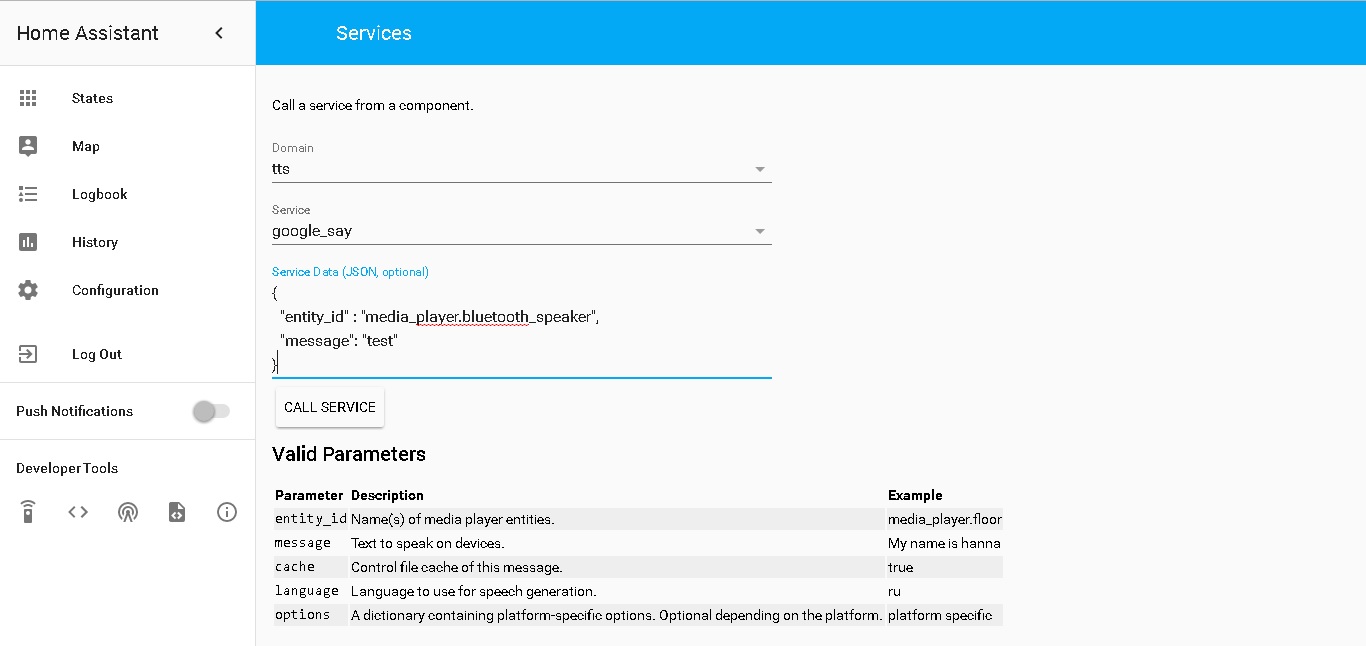 Home Assistant
Services
States
Map
Logbook
History
Configuration
Log Out
Push Notifications
Developer Tools
Call a service from a component.
Domain
tts
Service
google_say
Service Data (JSON, optional)
{
"entity_id" : "media_player.bluetooth_speaker",
"message": "test"
}
CALL SERVICE
Valid Parameters
Parameter Description Example
entity_id Name(s) of media player entities. media_player.floor
message Text to speak on devices. My name is hanna
cache Control file cache of this message. true
language Language to use for speech generation. ru
options A dictionary containing platform-specific options. Optional depending on the platform. platform specific